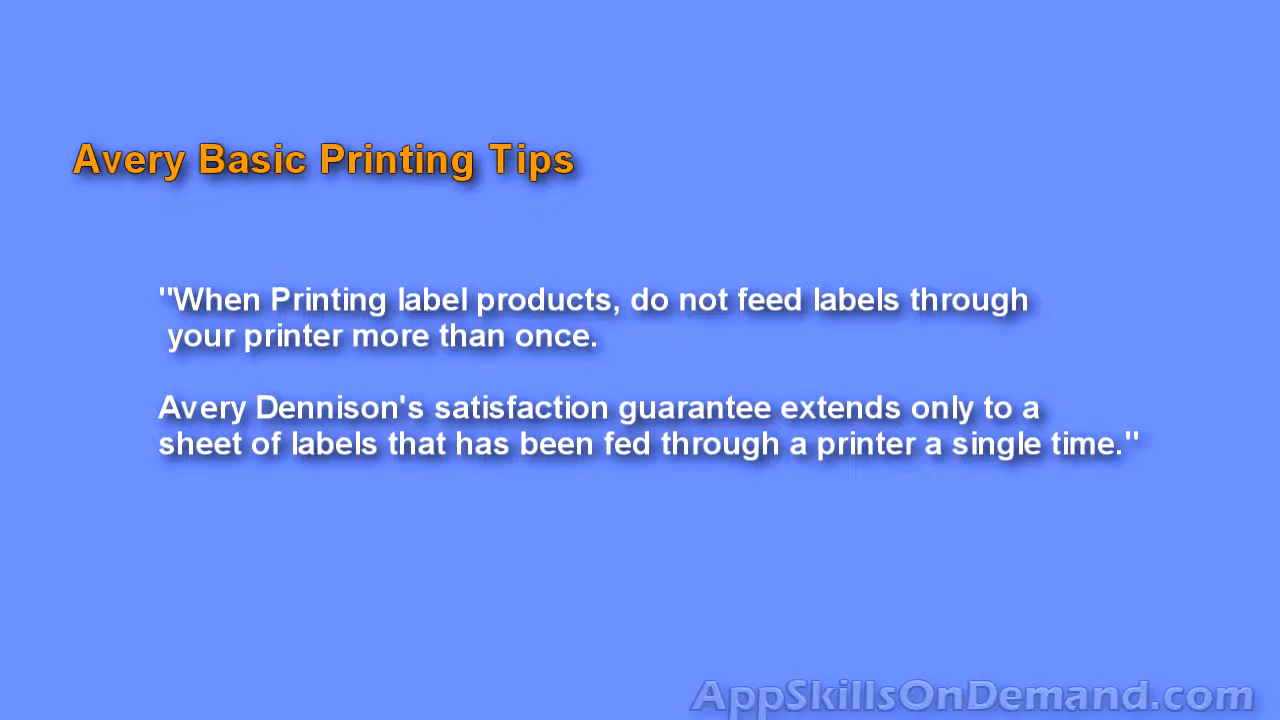 Avery Basic Printing Tips
"When Printing label products, do not feed labels through
your printer more than once.
Avery Dennison's satisfaction guarantee extends only to a
sheet of labels that has been fed through a printer a single time."
AppSkillsOnDemand.com